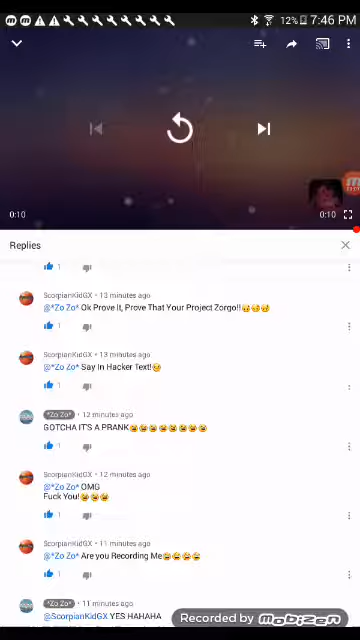 12% 7:46 PM
0:10
0:10
Replies
1
ScorpianKidGX • 13 minutes ago
@*Zo Zo* Ok Prove It, Prove That Your Project Zorgo!!😏😏😏
1
ScorpianKidGX • 13 minutes ago
@*Zo Zo* Say In Hacker Text!😏
1
*Zo Zo* • 12 minutes ago
GOTCHA IT'S A PRANK😆😆😆😆😆😆😆
1
ScorpianKidGX • 12 minutes ago
@*Zo Zo* OMG
Fuck You!😆😆😆
1
ScorpianKidGX • 11 minutes ago
@*Zo Zo* Are you Recording Me😆😆😆😆
1
*Zo Zo* • 11 minutes ago
@ScorpianKidGX YES HAHAHA
Recorded by Mobizen